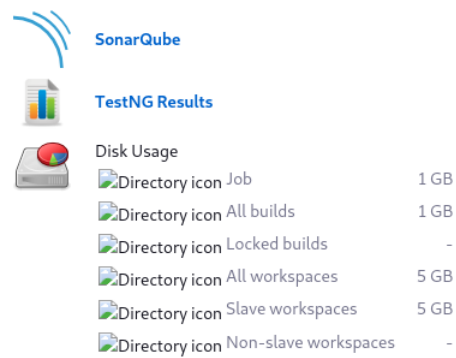 SonarQube
TestNG Results
Disk Usage
Directory icon Job 1 GB
Directory icon All builds 1 GB
Directory icon Locked builds -
Directory icon All workspaces 5 GB
Directory icon Slave workspaces 5 GB
Directory icon Non-slave workspaces -